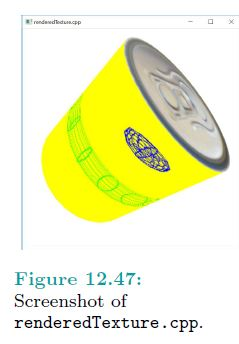 renderedTexture.cpp
Figure 12.47:
Screenshot of
renderedTexture.cpp.